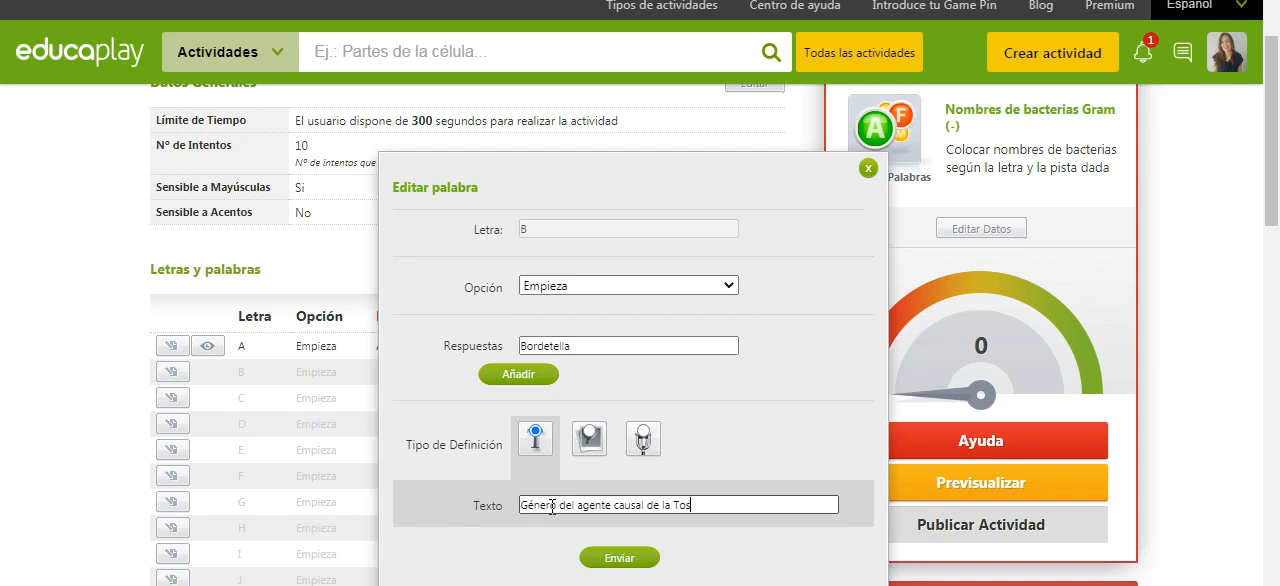 Tipos de actividades Centro de ayuda Introduce tu Game Pin Blog Premium Español
educaplay Actividades Ej.: Partes de la célula... Todas las actividades Crear actividad 1
Datos Generales Editar
Límite de Tiempo El usuario dispone de 300 segundos para realizar la actividad
Nº de Intentos 10
Nº de intentos que
Sensible a Mayúsculas Si
Sensible a Acentos No
Letras y palabras
Letra Opción
A Empieza
B Empieza
C Empieza
D Empieza
E Empieza
F Empieza
G Empieza
H Empieza
I Empieza
J Empieza
x
Editar palabra
Letra: B
Opción Empieza
Respuestas Bordetella
Añadir
Tipo de Definición
Texto Género del agente causal de la Tos
Enviar
A F M
Palabras
Nombres de bacterias Gram
(-)
Colocar nombres de bacterias
según la letra y la pista dada
Editar Datos
0
Ayuda
Previsualizar
Publicar Actividad